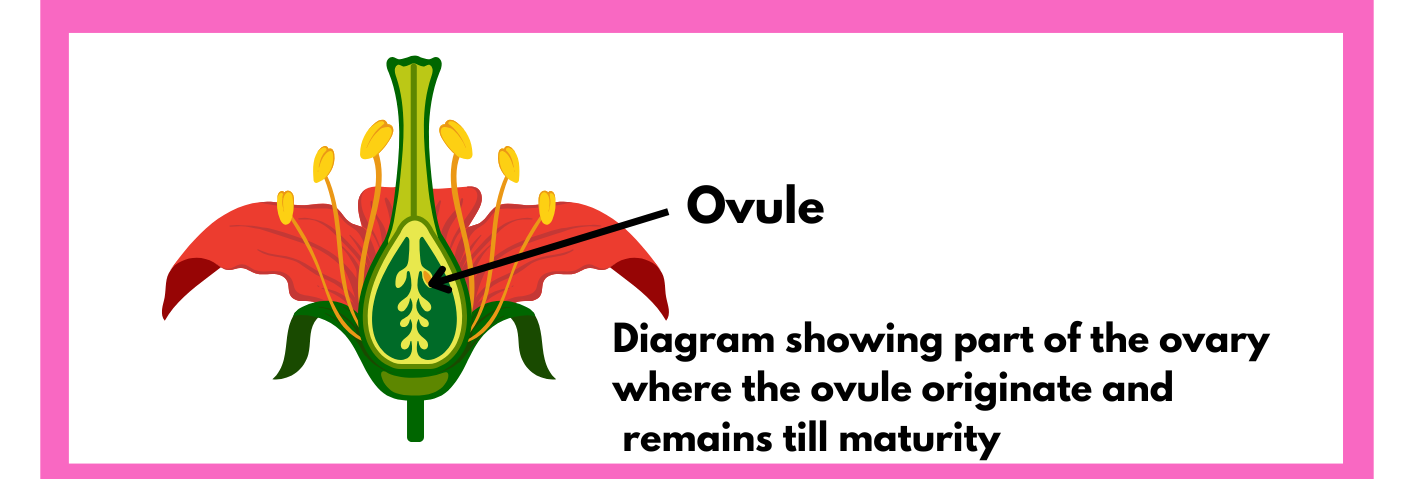 Ovule
Diagram showing part of the ovary
where the ovule originate and
remains till maturity